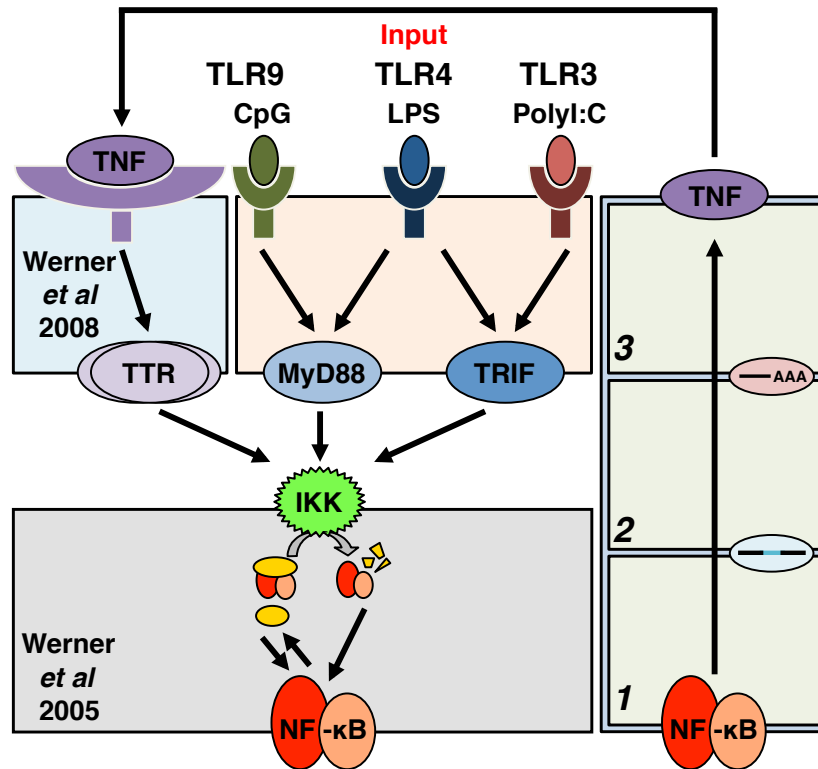 Input
TLR9
TLR4
TLR3
CpG
LPS
PolyI:C
TNF
TNF
Werner
et al
2008
TTR
MyD88
TRIF
3
AAA
IKK
2
Werner
et al
2005
NF -κB
1
NF -κB